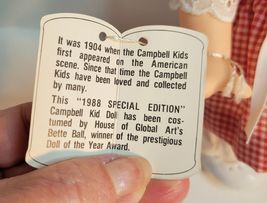 It was 1904 when the Campbell Kids
first appeared on the American
scene. Since that time the Campbell
Kids have been loved and collected
by many.
This "1988 SPECIAL EDITION"
Campbell Kid Doll has been cos-
tumed by House of Global Art's
Bette Ball, winner of the prestigious
Doll of the Year Award.